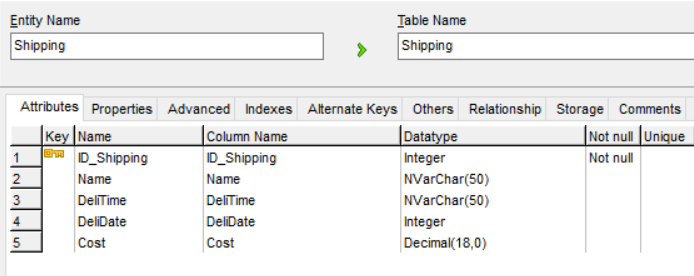 Entity Name Table Name
Shipping Shipping
Attributes Properties Advanced Indexes Alternate Keys Others Relationship Storage Comments
Key Name Column Name Datatype Not null Unique
1 ID_Shipping ID_Shipping Integer Not null
2 Name Name NVarChar(50)
3 DeliTime DeliTime NVarChar(50)
4 DeliDate DeliDate Integer
5 Cost Cost Decimal(18,0)